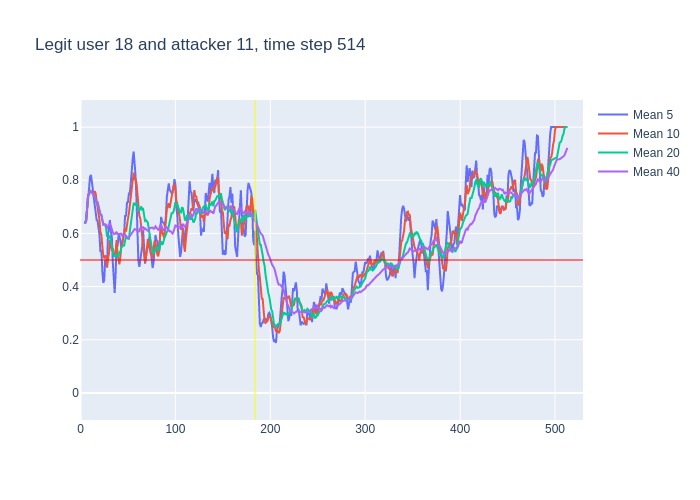 Legit user 18 and attacker 11, time step 514
Mean 5
Mean 10
Mean 20
Mean 40
1
0.8
0.6
0.4
0.2
0
0 100 200 300 400 500